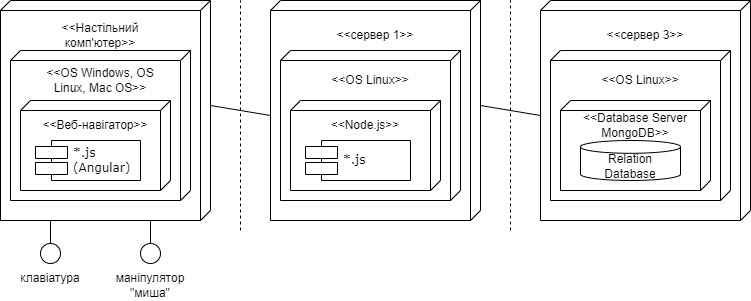 <<Настільний
комп'ютер>>
<<OS Windows, OS
Linux, Mac OS>>
<<Веб-навігатор>>
*.js
(Angular)
клавіатура
маніпулятор
"миша"
<<сервер 1>>
<<OS Linux>>
<<Node.js>>
*.js
<<сервер 3>>
<<OS Linux>>
<<Database Server
MongoDB>>
Relation
Database